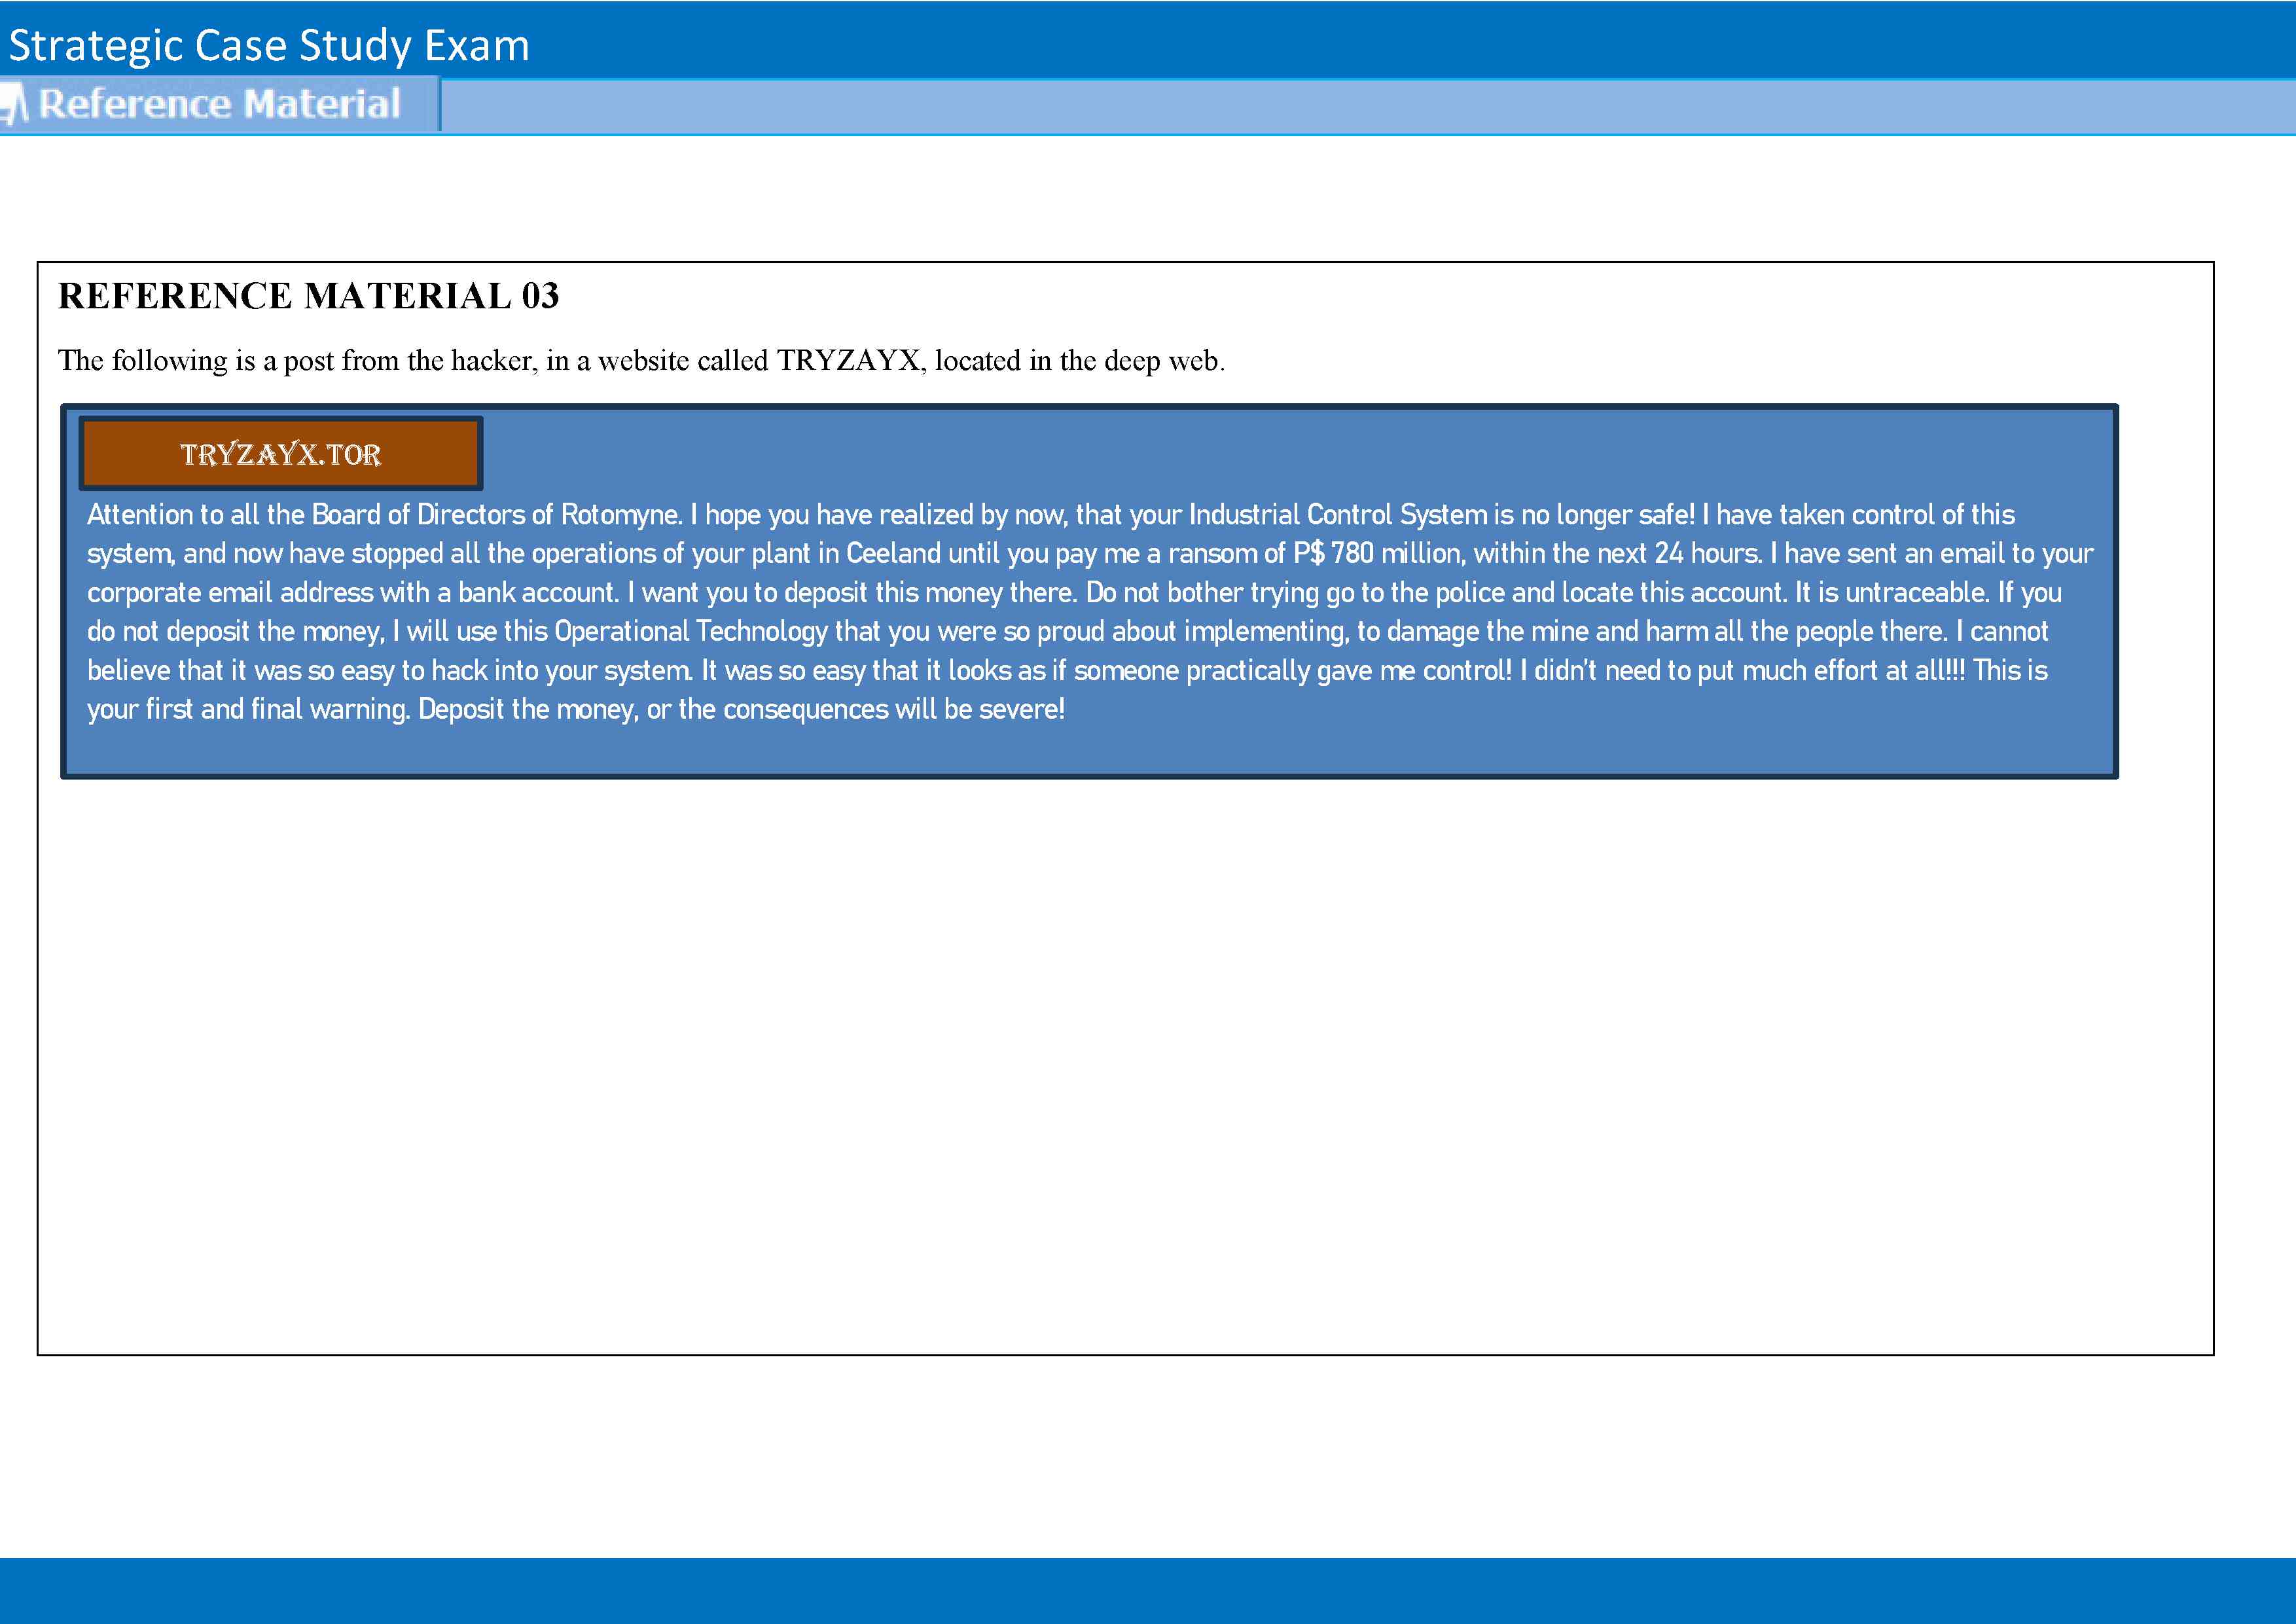 Strategic Case Study Exam
Reference Material
REFERENCE MATERIAL 03
The following is a post from the hacker, in a website called TRYZAYX, located in the deep web.
TRYZAYX.TOR
Attention to all the Board of Directors of Rotomyne. I hope you have realized by now, that your Industrial Control System is no longer safe! I have taken control of this
system, and now have stopped all the operations of your plant in Ceeland until you pay me a ransom of P$ 780 million, within the next 24 hours. I have sent an email to your
corporate email address with a bank account. I want you to deposit this money there. Do not bother trying go to the police and locate this account. It is untraceable. If you
do not deposit the money, I will use this Operational Technology that you were so proud about implementing, to damage the mine and harm all the people there. I cannot
believe that it was so easy to hack into your system. It was so easy that it looks as if someone practically gave me control! I didn't need to put much effort at all!!! This is
your first and final warning. Deposit the money, or the consequences will be severe!